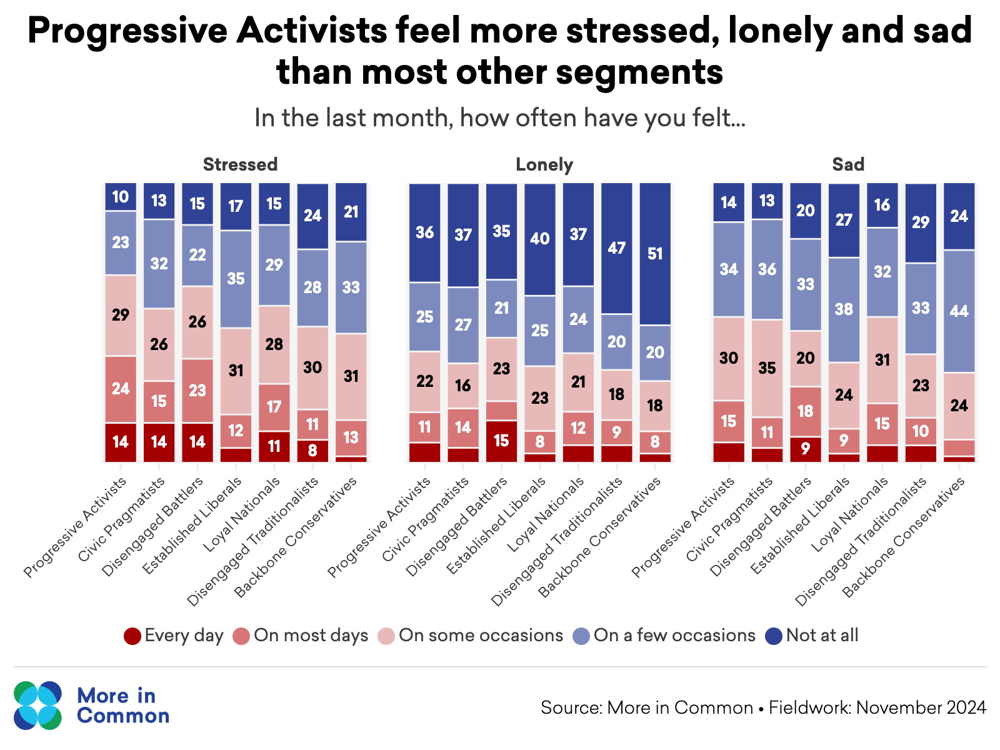 Progressive Activists feel more stressed, lonely and sad
than most other segments
In the last month, how often have you felt...
Stressed
Lonely
Sad
10 13 15 17 15 24 21
23 32 22 35 29 28 33
29 26 26 31 28 30 31
24 15 23 12 17 11 13
14 14 14 11 8
36 37 35 40 37 47 51
25 27 21 25 24 20 20
22 16 23 23 21 18 18
11 14 8 12 9 8
15
14 13 20 27 16 29 24
34 36 33 38 32 33 44
30 35 20 24 31 23 24
15 11 18 9 15 10
9
Progressive Activists
Civic Pragmatists
Disengaged Battlers
Established Liberals
Loyal Nationals
Disengaged Traditionalists
Backbone Conservatives
Progressive Activists
Civic Pragmatists
Disengaged Battlers
Established Liberals
Loyal Nationals
Disengaged Traditionalists
Backbone Conservatives
Progressive Activists
Civic Pragmatists
Disengaged Battlers
Established Liberals
Loyal Nationals
Disengaged Traditionalists
Backbone Conservatives
Every day On most days On some occasions On a few occasions Not at all
More in
Common
Source: More in Common • Fieldwork: November 2024